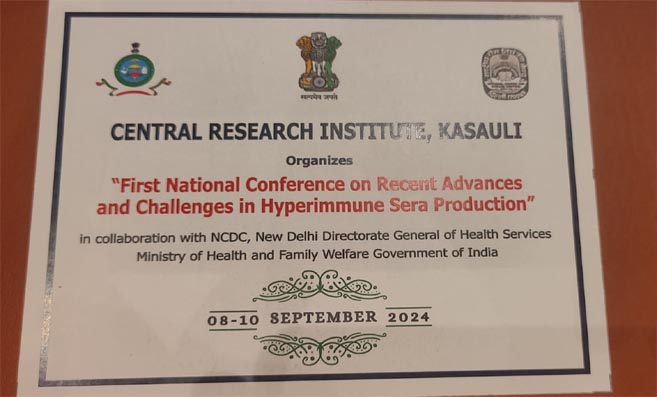 सत्यमेव जयते
CENTRAL RESEARCH INSTITUTE, KASAULI
Organizes
"First National Conference on Recent Advances
and Challenges in Hyperimmune Sera Production"
in collaboration with NCDC, New Delhi Directorate General of Health Services
Ministry of Health and Family Welfare Government of India
08-10 SEPTEMBER 2024